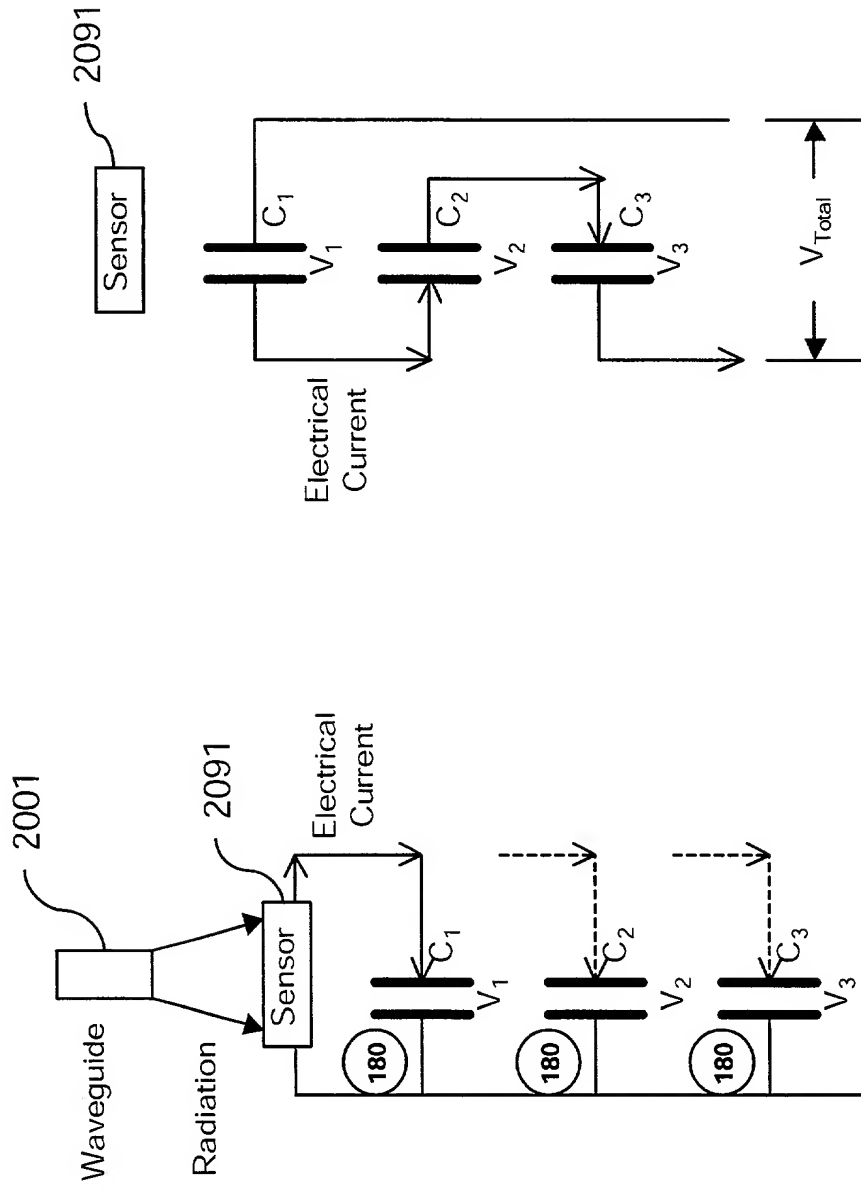 Waveguide
2001
Radiation
Sensor
2091
Electrical
Current
180
C1
V1
180
C2
V2
180
C3
V3
Sensor
2091
Electrical
Current
C1
V1
C2
V2
C3
V3
VTotal